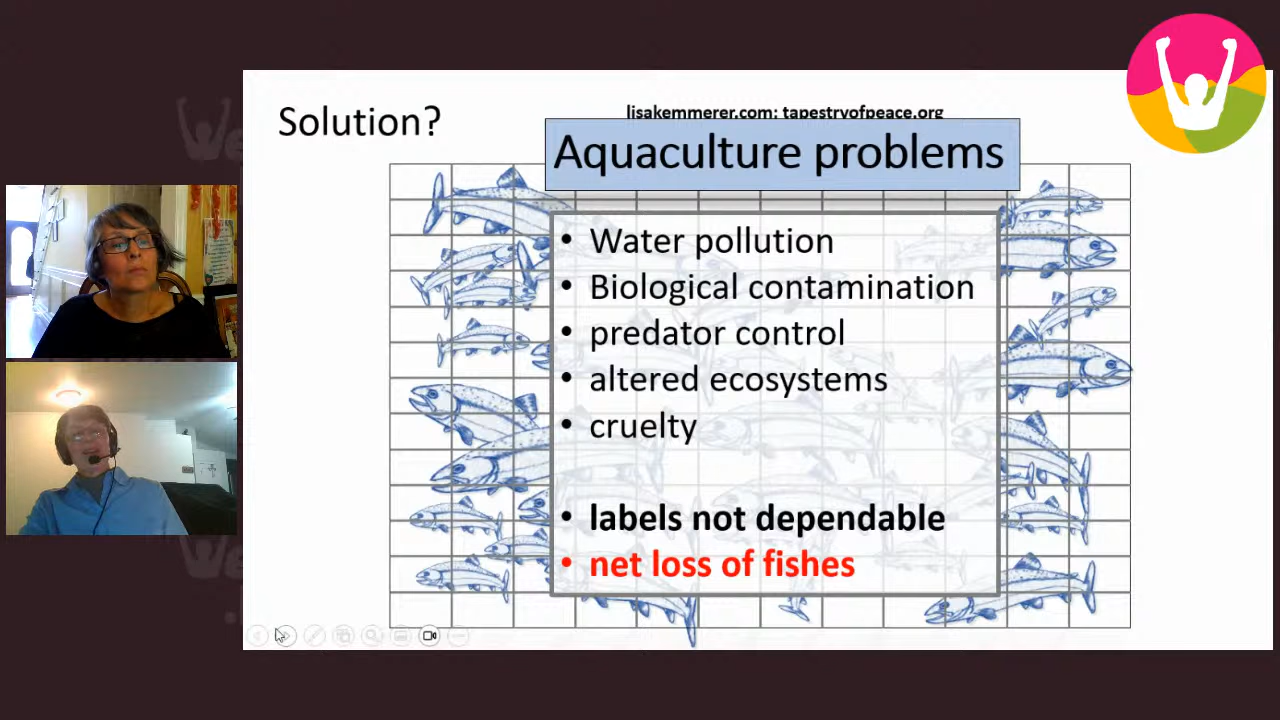 Solution?
lisakemmerer.com: tapestryofpeace.org
Aquaculture problems
• Water pollution
• Biological contamination
• predator control
• altered ecosystems
• cruelty
• labels not dependable
• net loss of fishes